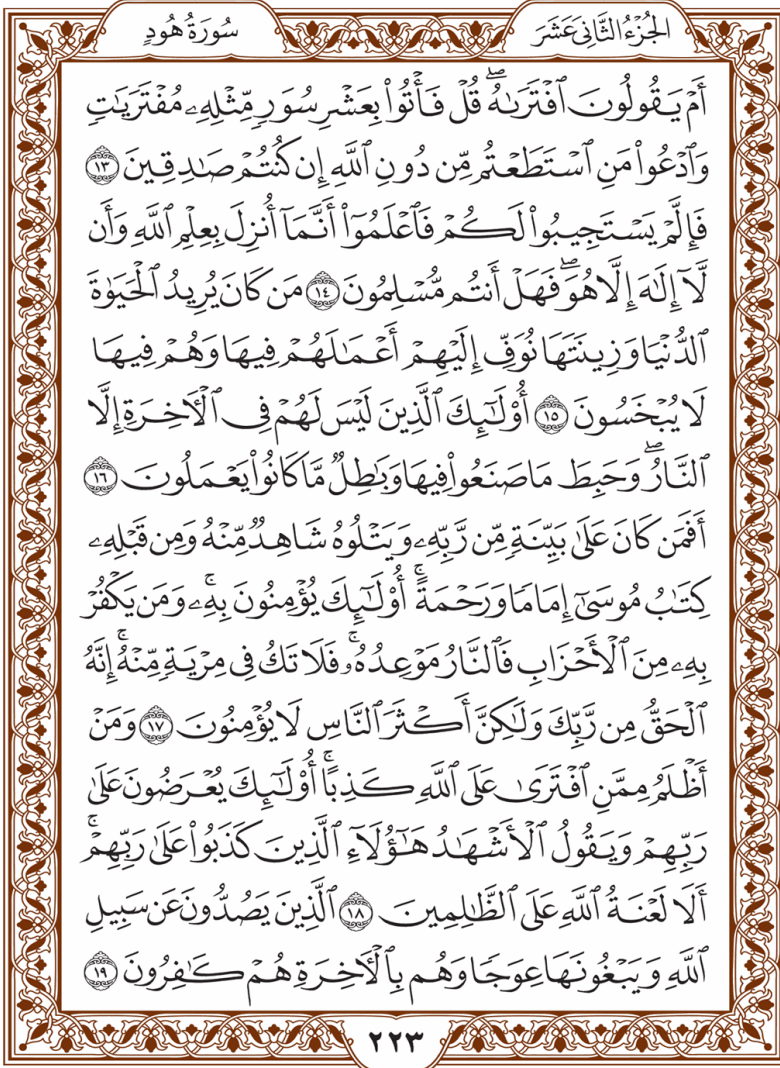 الجُزْءُ الثَّانِي عَشَرَ
سُورَةُ هُودٍ
أَمۡ يَقُولُونَ ٱفۡتَرَىٰهُۖ قُلۡ فَأۡتُواْ بِعَشۡرِ سُوَرٖ مِّثۡلِهِۦ مُفۡتَرَيَٰتٖ
وَٱدۡعُواْ مَنِ ٱسۡتَطَعۡتُم مِّن دُونِ ٱللَّهِ إِن كُنتُمۡ صَٰدِقِينَ ١٣
فَإِلَّمۡ يَسۡتَجِيبُواْ لَكُمۡ فَٱعۡلَمُوٓاْ أَنَّمَآ أُنزِلَ بِعِلۡمِ ٱللَّهِ وَأَن
لَّآ إِلَٰهَ إِلَّا هُوَۖ فَهَلۡ أَنتُم مُّسۡلِمُونَ ١٤ مَن كَانَ يُرِيدُ ٱلۡحَيَوٰةَ
ٱلدُّنۡيَا وَزِينَتَهَا نُوَفِّ إِلَيۡهِمۡ أَعۡمَٰلَهُمۡ فِيهَا وَهُمۡ فِيهَا
لَا يُبۡخَسُونَ ١٥ أُوْلَٰٓئِكَ ٱلَّذِينَ لَيۡسَ لَهُمۡ فِي ٱلۡأٓخِرَةِ إِلَّا
ٱلنَّارُۖ وَحَبِطَ مَا صَنَعُواْ فِيهَا وَبَٰطِلٞ مَّا كَانُواْ يَعۡمَلُونَ ١٦
أَفَمَن كَانَ عَلَىٰ بَيِّنَةٖ مِّن رَّبِّهِۦ وَيَتۡلُوهُ شَاهِدٞ مِّنۡهُ وَمِن قَبۡلِهِۦ
كِتَٰبُ مُوسَىٰٓ إِمَامٗا وَرَحۡمَةًۚ أُوْلَٰٓئِكَ يُؤۡمِنُونَ بِهِۦۚ وَمَن يَكۡفُرۡ
بِهِۦ مِنَ ٱلۡأَحۡزَابِ فَٱلنَّارُ مَوۡعِدُهُۥۚ فَلَا تَكُ فِي مِرۡيَةٖ مِّنۡهُۚ إِنَّهُ
ٱلۡحَقُّ مِن رَّبِّكَ وَلَٰكِنَّ أَكۡثَرَ ٱلنَّاسِ لَا يُؤۡمِنُونَ ١٧ وَمَنۡ
أَظۡلَمُ مِمَّنِ ٱفۡتَرَىٰ عَلَى ٱللَّهِ كَذِبًاۚ أُوْلَٰٓئِكَ يُعۡرَضُونَ عَلَىٰ
رَبِّهِمۡ وَيَقُولُ ٱلۡأَشۡهَٰدُ هَٰٓؤُلَآءِ ٱلَّذِينَ كَذَبُواْ عَلَىٰ رَبِّهِمۡۚ
أَلَا لَعۡنَةُ ٱللَّهِ عَلَى ٱلظَّٰلِمِينَ ١٨ ٱلَّذِينَ يَصُدُّونَ عَن سَبِيلِ
ٱللَّهِ وَيَبۡغُونَهَا عِوَجٗا وَهُم بِٱلۡأٓخِرَةِ هُمۡ كَٰفِرُونَ ١٩
٢٢٣